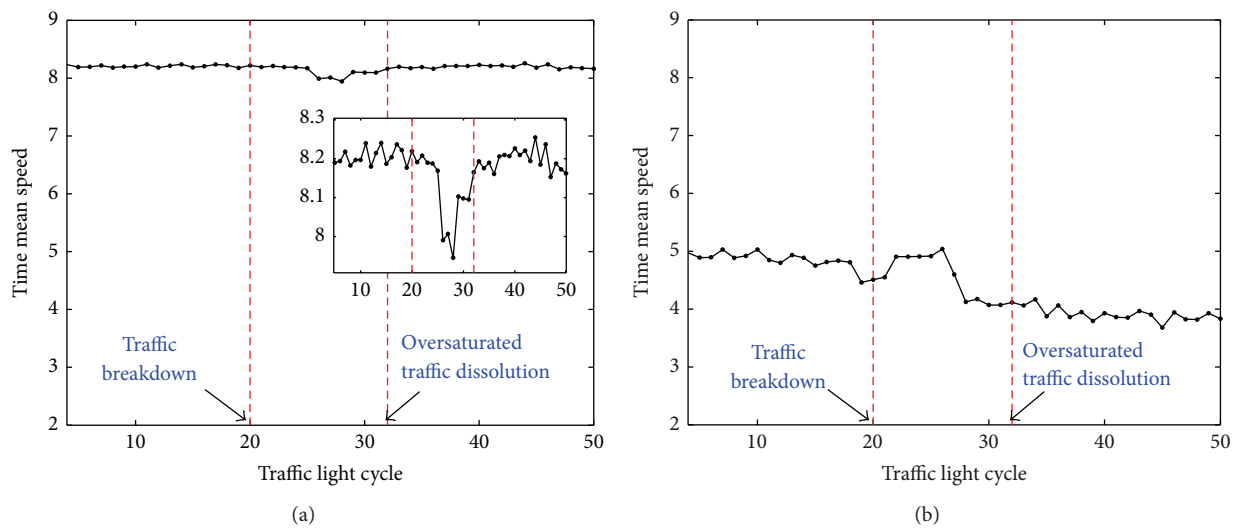 9
8
7
6
5
4
3
2
Time mean speed
8.3
8.2
8.1
8
10 20 30 40 50
Traffic
breakdown
Oversaturated
traffic dissolution
10 20 30 40 50
Traffic light cycle
(a)
9
8
7
6
5
4
3
2
Time mean speed
Traffic
breakdown
Oversaturated
traffic dissolution
10 20 30 40 50
Traffic light cycle
(b)